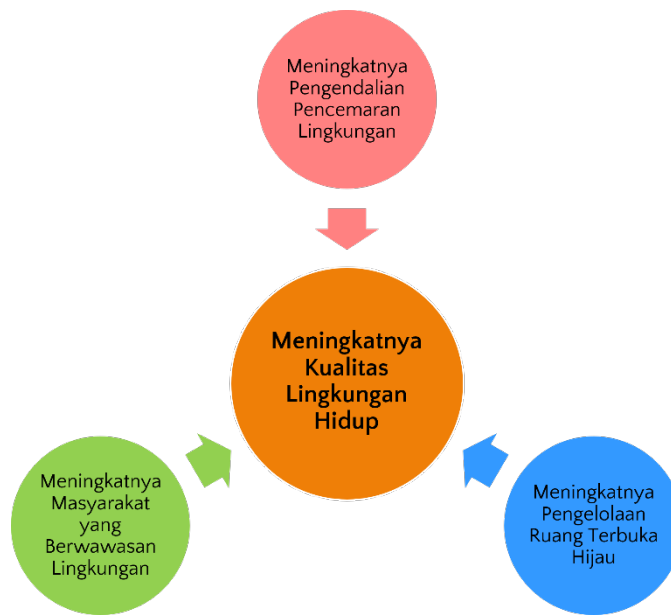 Meningkatnya
Pengendalian
Pencemaran
Lingkungan
Meningkatnya
Kualitas
Lingkungan
Hidup
Meningkatnya
Masyarakat
yang
Berwawasan
Lingkungan
Meningkatnya
Pengelolaan
Ruang Terbuka
Hijau